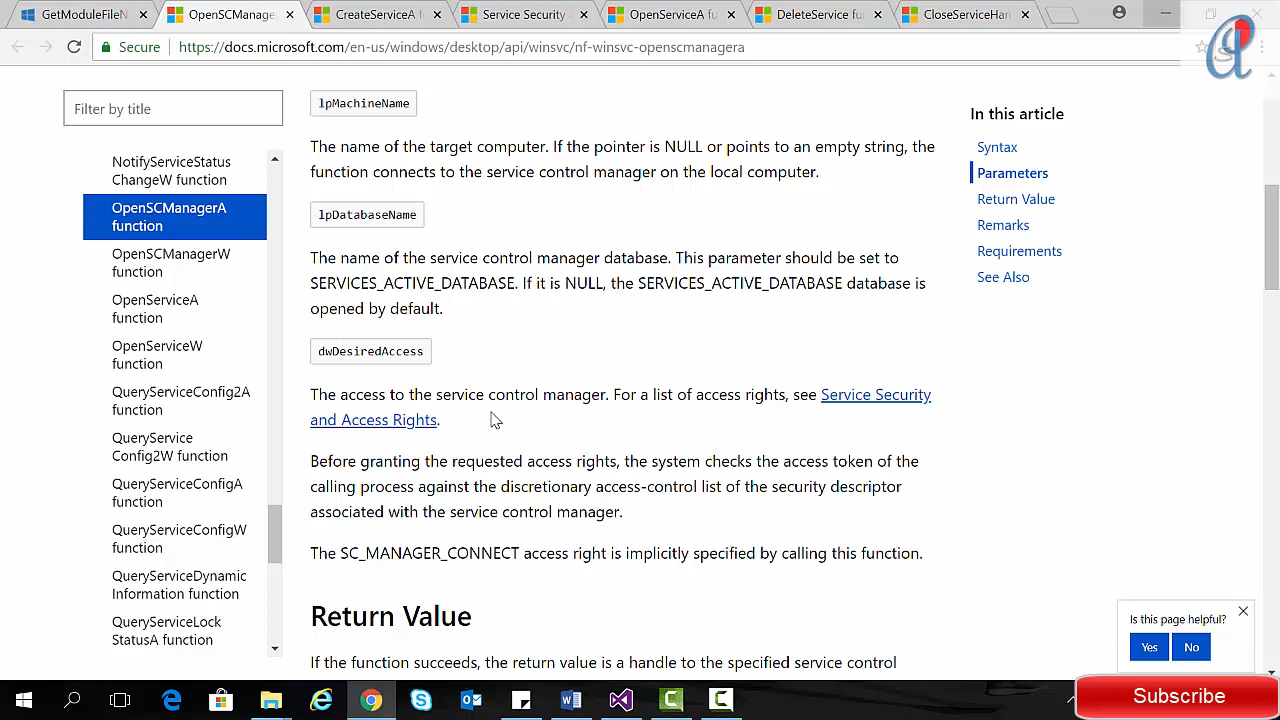 GetModuleFileN
OpenSCManage
CreateServiceA f
Service Security
OpenServiceA fu
DeleteService fu
CloseServiceHan
Secure
https://docs.microsoft.com/en-us/windows/desktop/api/winsvc/nf-winsvc-openscmanagera
Filter by title
NotifyServiceStatus
ChangeW function
OpenSCManagerA
function
OpenSCManagerW
function
OpenServiceA
function
OpenServiceW
function
QueryServiceConfig2A
function
QueryService
Config2W function
QueryServiceConfigA
function
QueryServiceConfigW
function
QueryServiceDynamic
Information function
QueryServiceLock
StatusA function
lpMachineName
The name of the target computer. If the pointer is NULL or points to an empty string, the
function connects to the service control manager on the local computer.
lpDatabaseName
The name of the service control manager database. This parameter should be set to
SERVICES_ACTIVE_DATABASE. If it is NULL, the SERVICES_ACTIVE_DATABASE database is
opened by default.
dwDesiredAccess
The access to the service control manager. For a list of access rights, see Service Security
and Access Rights.
Before granting the requested access rights, the system checks the access token of the
calling process against the discretionary access-control list of the security descriptor
associated with the service control manager.
The SC_MANAGER_CONNECT access right is implicitly specified by calling this function.
Return Value
If the function succeeds, the return value is a handle to the specified service control
In this article
Syntax
Parameters
Return Value
Remarks
Requirements
See Also
Is this page helpful?
Yes
No
Subscribe